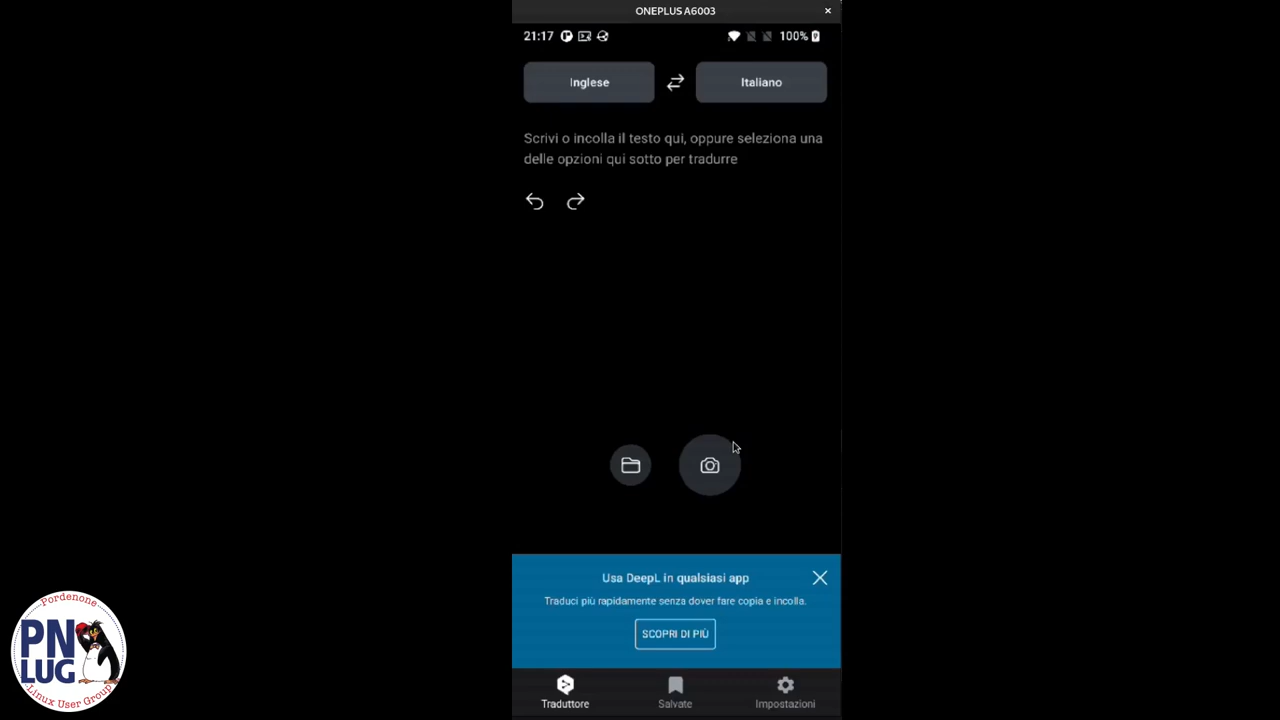 ONEPLUS A6003
21:17
100%
Inglese
Italiano
Scrivi o incolla il testo qui, oppure seleziona una
delle opzioni qui sotto per tradurre
Usa DeepL in qualsiasi app
Traduci più rapidamente senza dover fare copia e incolla.
SCOPRI DI PIÙ
Traduttore
Salvate
Impostazioni
Pordenone
PN
LUG
Linux User Group